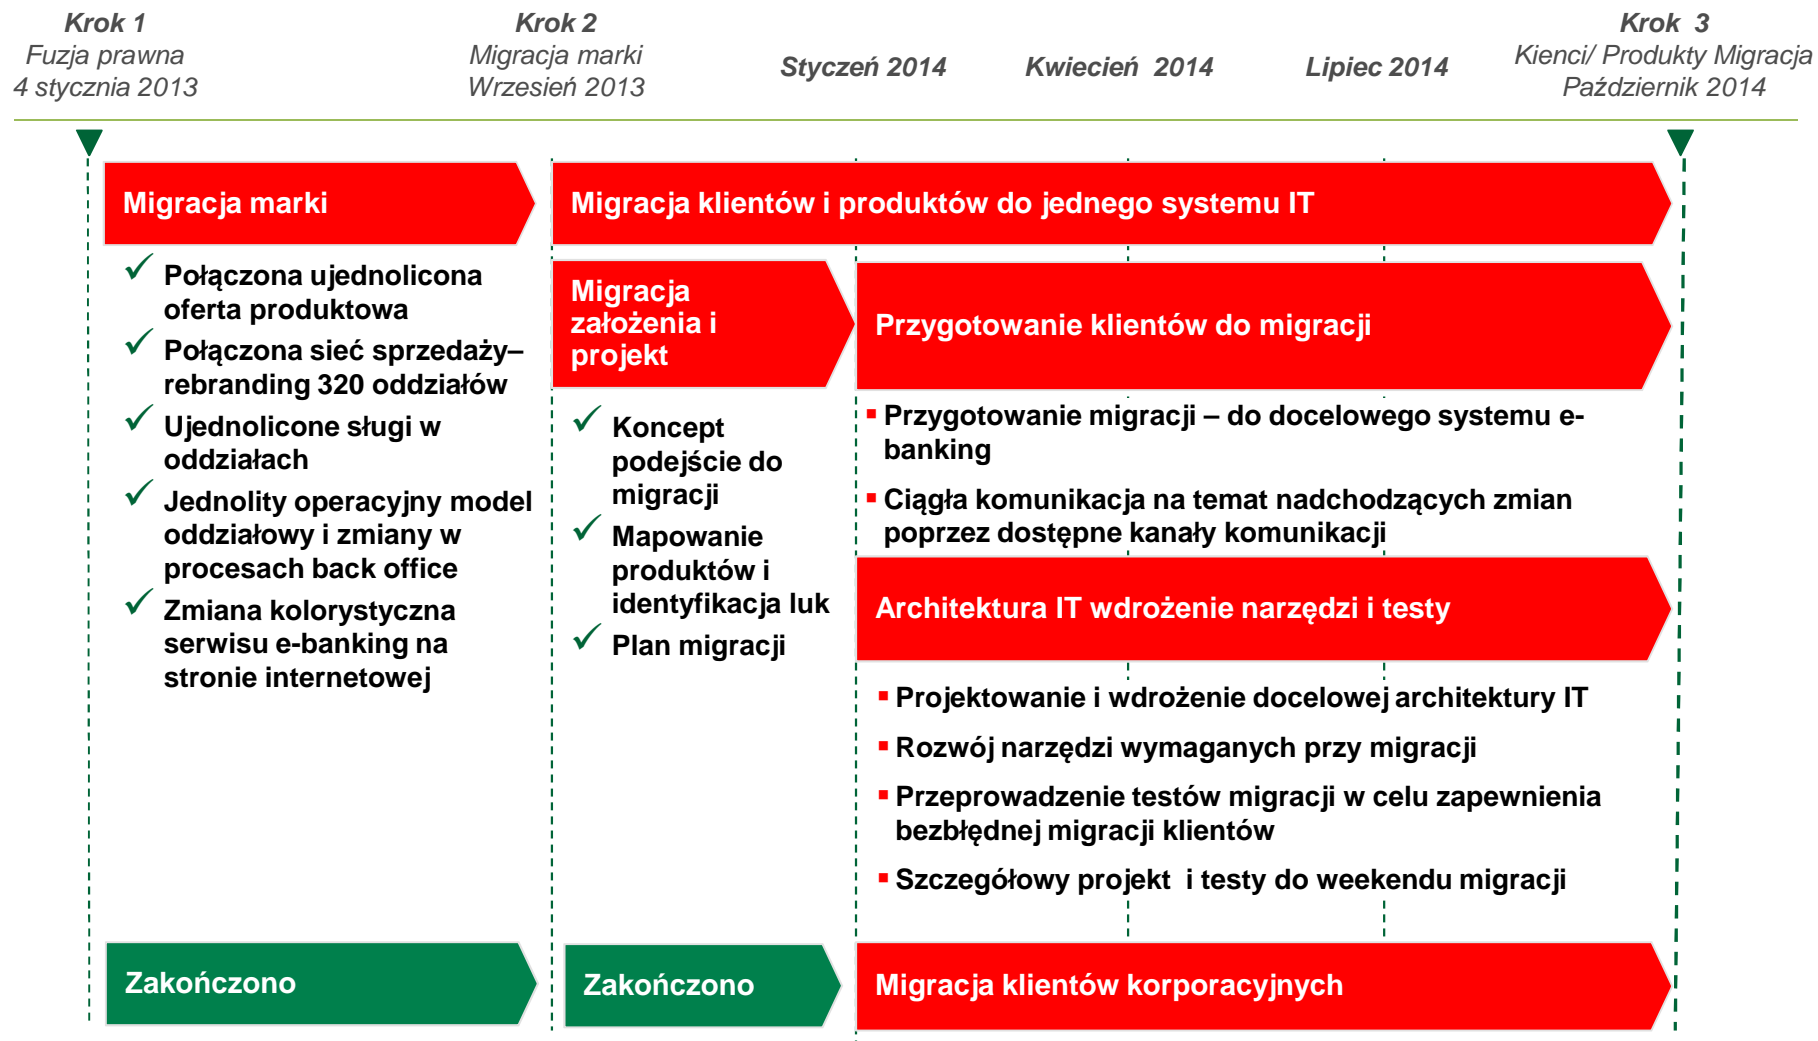 Krok 1
Fuzja prawna
4 stycznia 2013
Krok 2
Migracja marki
Wrzesień 2013
Styczeń 2014
Kwiecień 2014
Lipiec 2014
Krok 3
Kienci/ Produkty Migracja
Październik 2014
Migracja marki
Połączona ujednolicona
oferta produktowa
Połączona sieć sprzedaży–
rebranding 320 oddziałów
Ujednolicone sługi w
oddziałach
Jednolity operacyjny model
oddziałowy i zmiany w
procesach back office
Zmiana kolorystyczna
serwisu e-banking na
stronie internetowej
Zakończono
Migracja klientów i produktów do jednego systemu IT
Migracja
założenia i
projekt
Koncept
podejście do
migracji
Mapowanie
produktów i
identyfikacja luk
Plan migracji
Zakończono
Przygotowanie klientów do migracji
Przygotowanie migracji – do docelowego systemu e-
banking
Ciągła komunikacja na temat nadchodzących zmian
poprzez dostępne kanały komunikacji
Architektura IT wdrożenie narzędzi i testy
Projektowanie i wdrożenie docelowej architektury IT
Rozwój narzędzi wymaganych przy migracji
Przeprowadzenie testów migracji w celu zapewnienia
bezbłędnej migracji klientów
Szczegółowy projekt i testy do weekendu migracji
Migracja klientów korporacyjnych